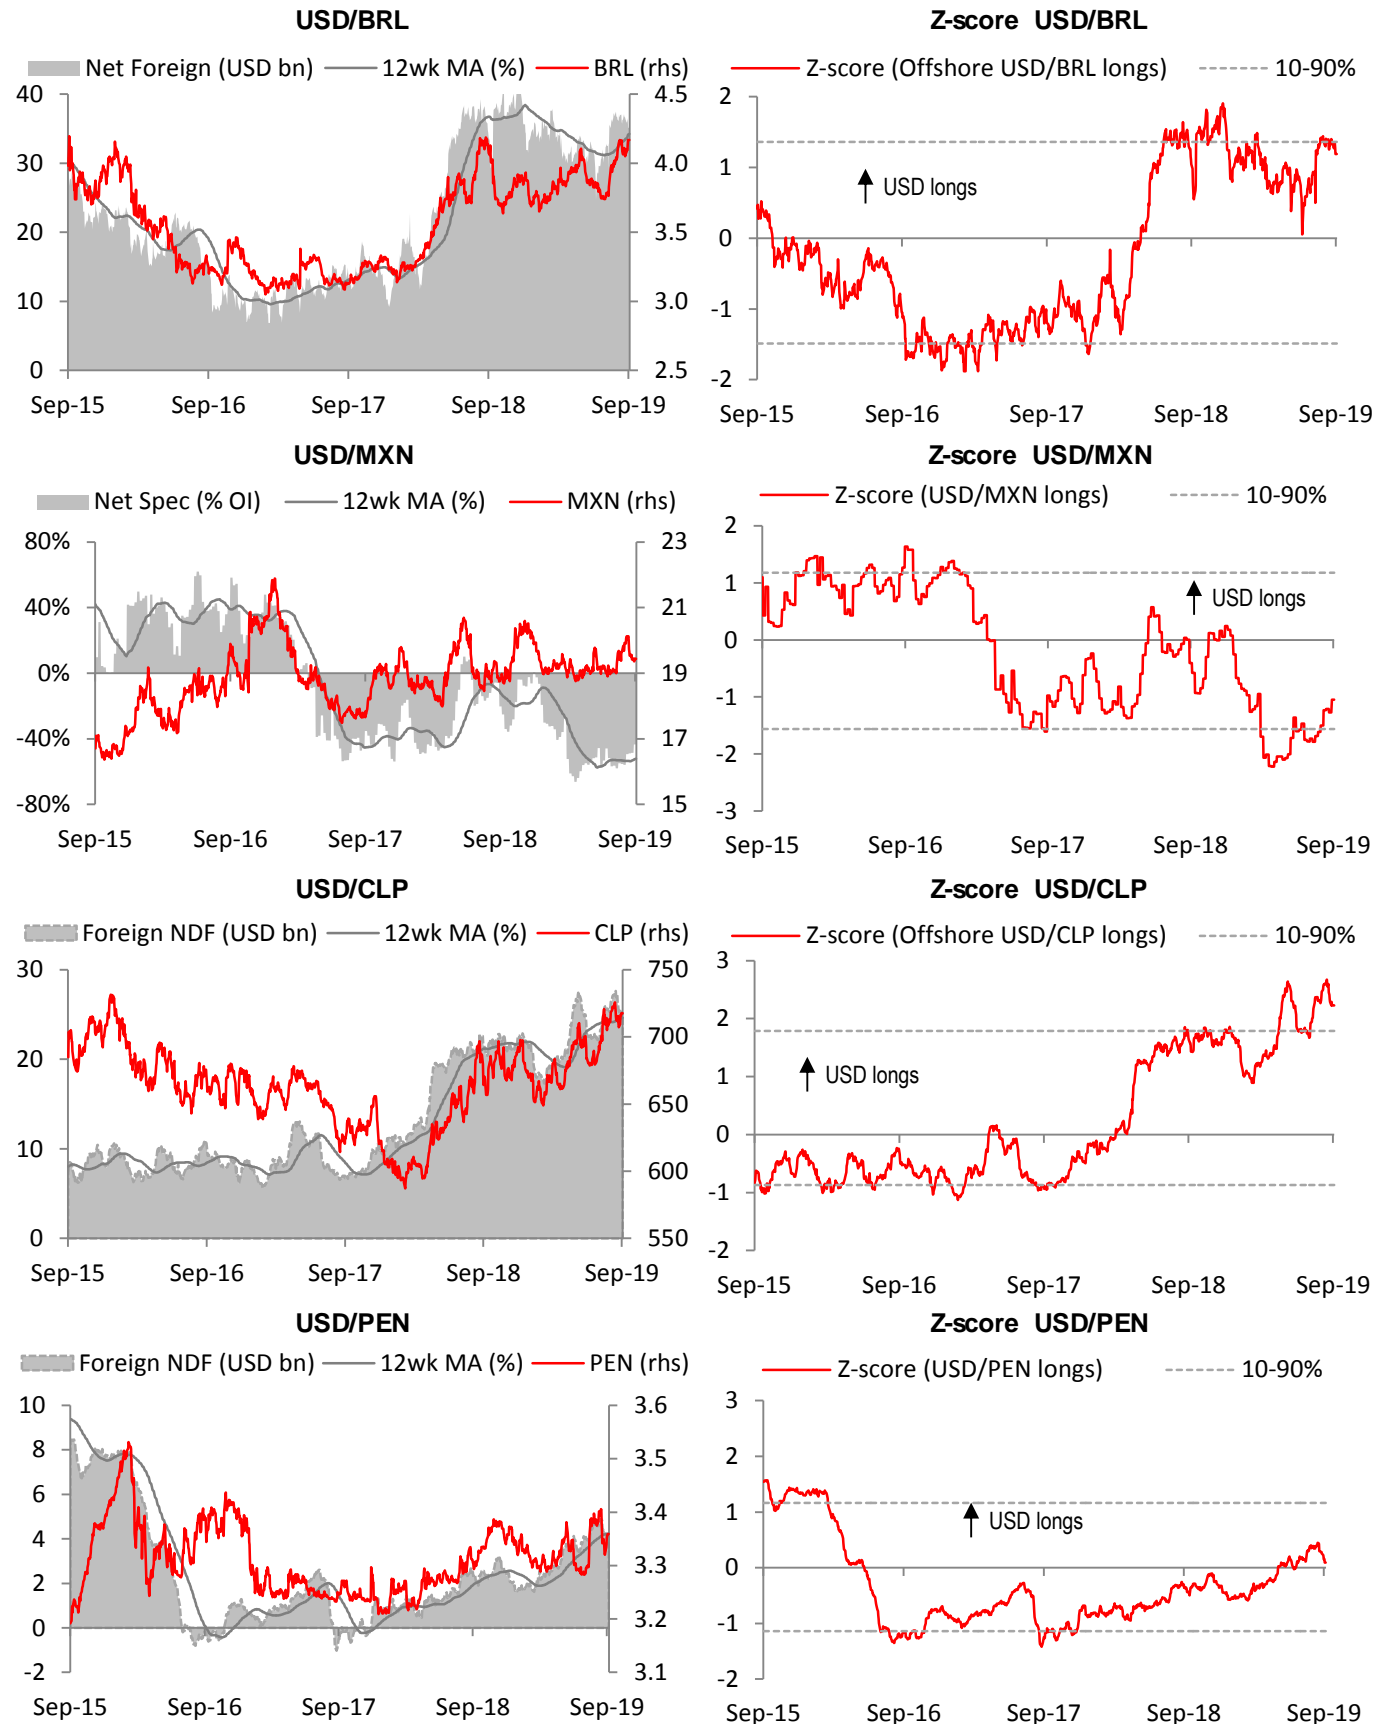 USD/BRL
Net Foreign (USD bn) 12wk MA (%) BRL (rhs)
40 4.5
30 4.0
20 3.5
10 3.0
0 2.5
Sep-15 Sep-16 Sep-17 Sep-18 Sep-19
Z-score USD/BRL
Z-score (Offshore USD/BRL longs) 10-90%
2
1
USD longs
0
-1
-2
Sep-15 Sep-16 Sep-17 Sep-18 Sep-19
USD/MXN
Net Spec (% OI) 12wk MA (%) MXN (rhs)
80% 23
40% 21
0% 19
-40% 17
-80% 15
Sep-15 Sep-16 Sep-17 Sep-18 Sep-19
Z-score USD/MXN
Z-score (USD/MXN longs) 10-90%
2
1
USD longs
0
-1
-2
-3
Sep-15 Sep-16 Sep-17 Sep-18 Sep-19
USD/CLP
Foreign NDF (USD bn) 12wk MA (%) CLP (rhs)
30 750
20 700
650
10 600
0 550
Sep-15 Sep-16 Sep-17 Sep-18 Sep-19
Z-score USD/CLP
Z-score (Offshore USD/CLP longs) 10-90%
3
2
USD longs
1
0
-1
-2
Sep-15 Sep-16 Sep-17 Sep-18 Sep-19
USD/PEN
Foreign NDF (USD bn) 12wk MA (%) PEN (rhs)
10 3.6
8 3.5
6
4 3.4
2 3.3
0 3.2
-2 3.1
Sep-15 Sep-16 Sep-17 Sep-18 Sep-19
Z-score USD/PEN
Z-score (USD/PEN longs) 10-90%
3
2
1
USD longs
0
-1
-2
Sep-15 Sep-16 Sep-17 Sep-18 Sep-19